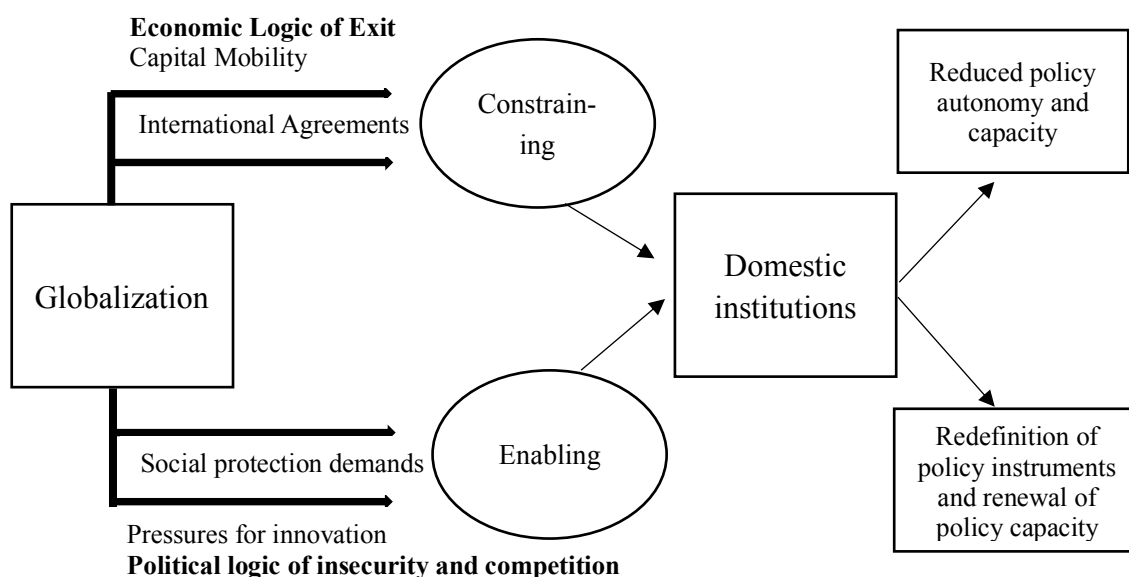 Economic Logic of Exit
Capital Mobility
International Agreements
Constrain-
ing
Reduced policy
autonomy and
capacity
Globalization
Domestic
institutions
Social protection demands
Enabling
Pressures for innovation
Political logic of insecurity and competition
Redefinition of
policy instruments
and renewal of
policy capacity